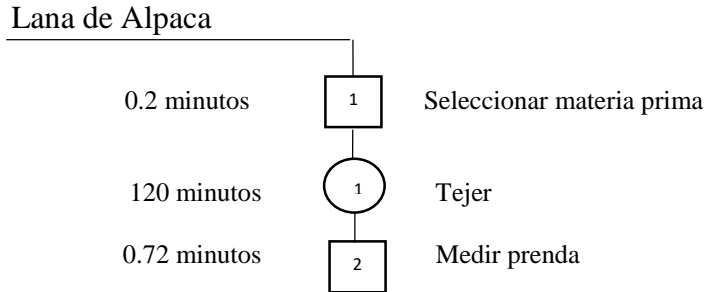 Lana de Alpaca
0.2 minutos 1 Seleccionar materia prima
120 minutos 1 Tejer
0.72 minutos 2 Medir prenda